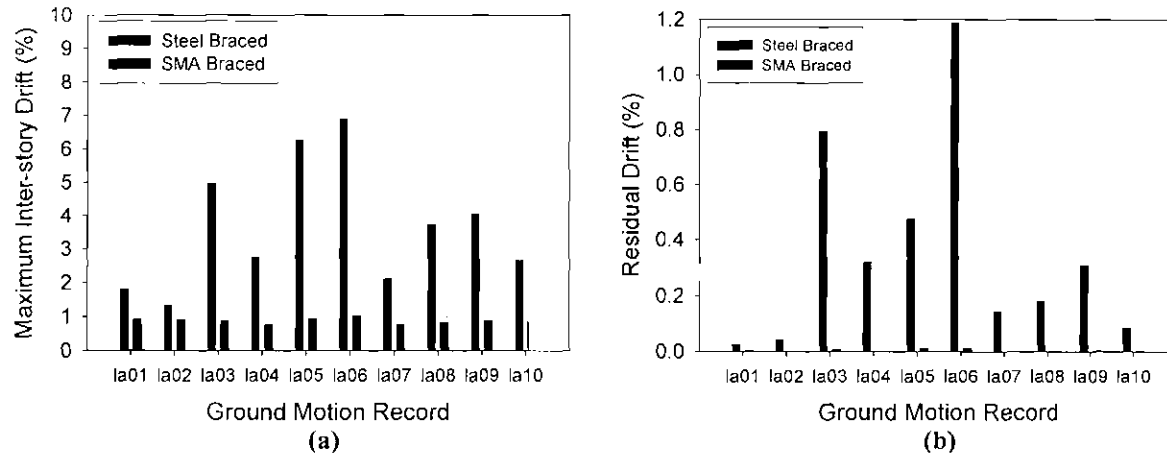 10
9
8
7
6
5
4
3
2
1
0
Maximum Inter-story Drift (%)
Steel Braced
SMA Braced
la01 la02 la03 la04 la05 la06 la07 la08 la09 la10
Ground Motion Record
(a)
1.2
1.0
0.8
0.6
0.4
0.2
0.0
Residual Drift (%)
Steel Braced
SMA Braced
la01 la02 la03 la04 la05 la06 la07 la08 la09 la10
Ground Motion Record
(b)